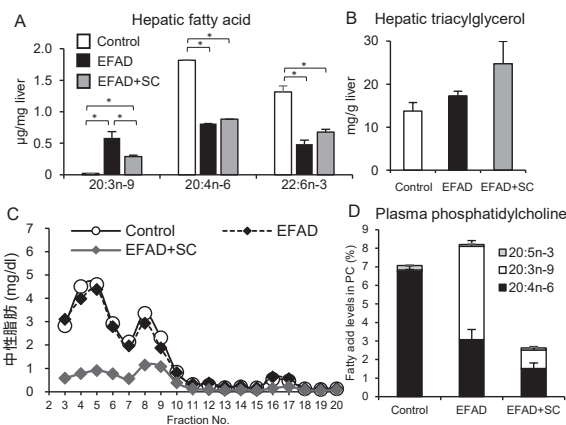 A
Hepatic fatty acid
Control
EFAD
EFAD+SC
µg/mg liver
2.0
1.5
1.0
0.5
0.0
* * * * * * *
20:3n-9 20:4n-6 22:6n-3
B
Hepatic triacylglycerol
mg/g liver
30
20
10
0
Control EFAD EFAD+SC
C
Control
EFAD
EFAD+SC
中性脂肪 (mg/dl)
7
6
5
4
3
2
1
0
2 3 4 5 6 7 8 9 10 11 12 13 14 15 16 17 18 19 20
Fraction No.
D
Plasma phosphatidylcholine
Fatty acid levels in PC (%)
9
8
7
6
5
4
3
2
1
0
20:5n-3
20:3n-9
20:4n-6
Control EFAD EFAD+SC